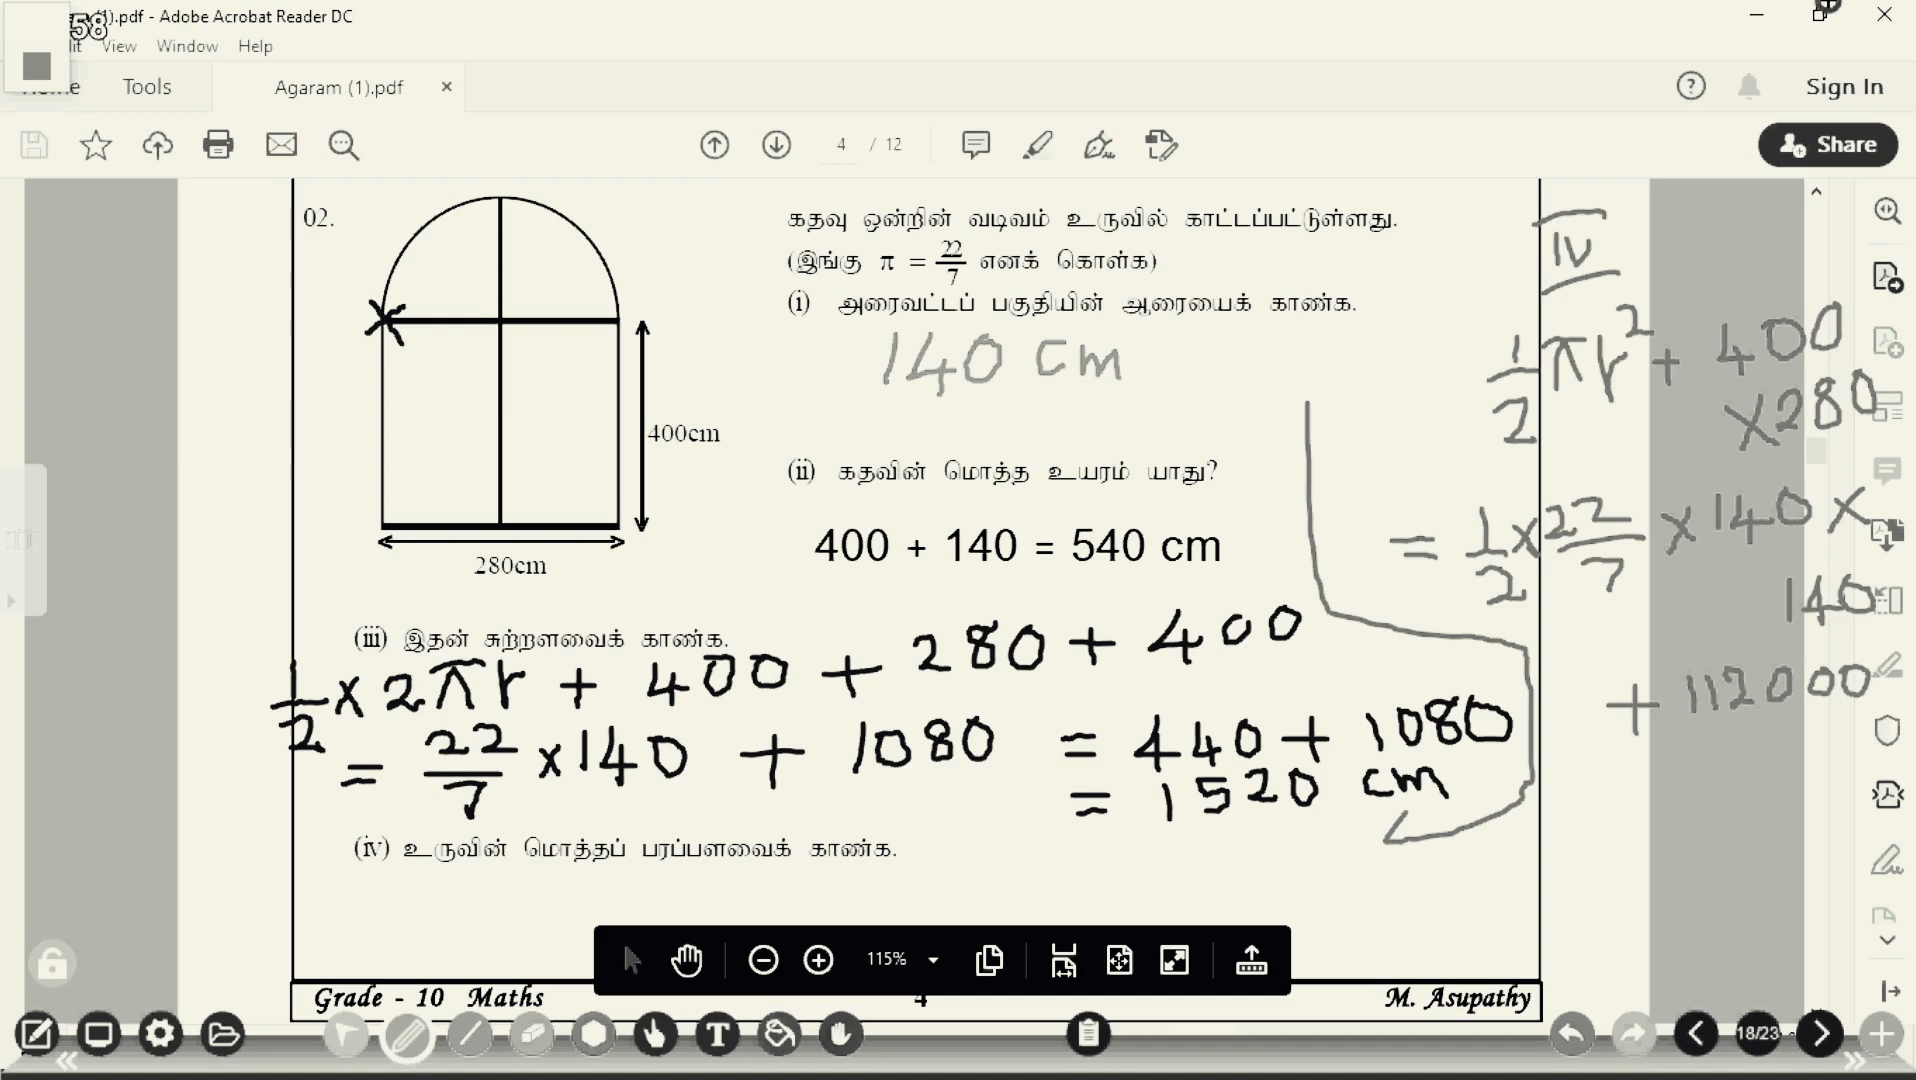 58
(1).pdf - Adobe Acrobat Reader DC
View Window Help
Tools
Agaram (1).pdf
Sign In
4 / 12
Share
02.
கதவு ஒன்றின் வடிவம் உருவில் காட்டப்பட்டுள்ளது.
(இங்கு π = 22/7 எனக் கொள்க)
(i) அரைவட்டப் பகுதியின் ஆரையைக் காண்க.
140 cm
400cm
(ii) கதவின் மொத்த உயரம் யாது?
400 + 140 = 540 cm
280cm
(iii) இதன் சுற்றளவைக் காண்க.
1/2 × 2πr + 400 + 280 + 400
= 22/7 × 140 + 1080 = 440 + 1080
= 1520 cm
(iv) உருவின் மொத்தப் பரப்பளவைக் காண்க.
iv
1/2 πr² + 400
×280
= 1/2 × 22/7 × 140 ×
140
+ 112000
115%
Grade - 10 Maths
4
M. Asupathy
18/23